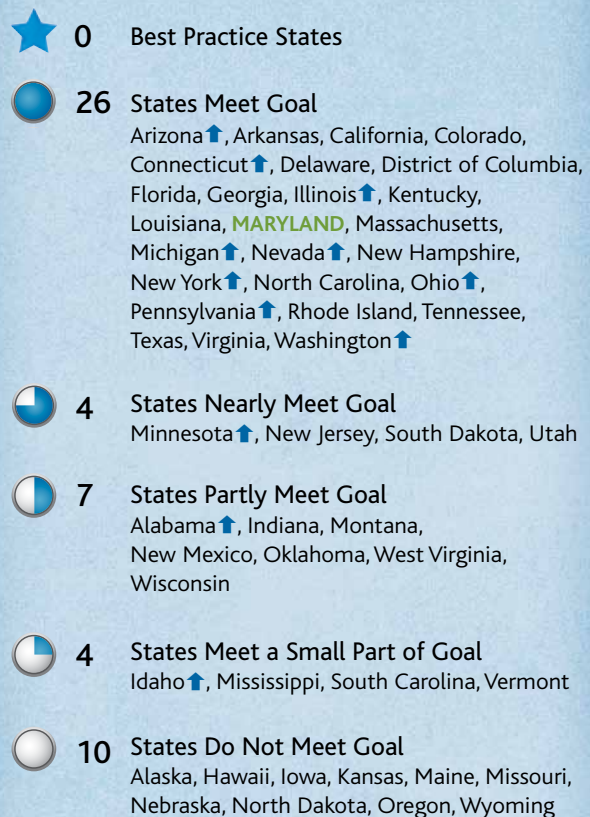 0 Best Practice States
26 States Meet Goal
Arizona⬆, Arkansas, California, Colorado,
Connecticut⬆, Delaware, District of Columbia,
Florida, Georgia, Illinois⬆, Kentucky,
Louisiana, MARYLAND, Massachusetts,
Michigan⬆, Nevada⬆, New Hampshire,
New York⬆, North Carolina, Ohio⬆,
Pennsylvania⬆, Rhode Island, Tennessee,
Texas, Virginia, Washington⬆
4 States Nearly Meet Goal
Minnesota⬆, New Jersey, South Dakota, Utah
7 States Partly Meet Goal
Alabama⬆, Indiana, Montana,
New Mexico, Oklahoma, West Virginia,
Wisconsin
4 States Meet a Small Part of Goal
Idaho⬆, Mississippi, South Carolina, Vermont
10 States Do Not Meet Goal
Alaska, Hawaii, Iowa, Kansas, Maine, Missouri,
Nebraska, North Dakota, Oregon, Wyoming